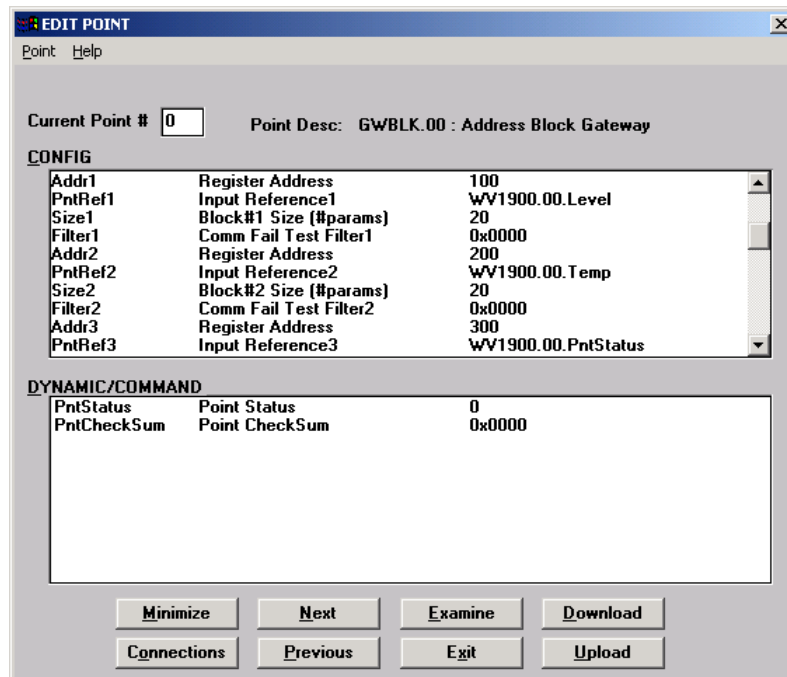 EDIT POINT
Point Help
Current Point # 0 Point Desc: GWBLK.00 : Address Block Gateway
CONFIG
Addr1 Register Address 100
PntRef1 Input Reference1 WV1900.00.Level
Size1 Block#1 Size (#params) 20
Filter1 Comm Fail Test Filter1 0x0000
Addr2 Register Address 200
PntRef2 Input Reference2 WV1900.00.Temp
Size2 Block#2 Size (#params) 20
Filter2 Comm Fail Test Filter2 0x0000
Addr3 Register Address 300
PntRef3 Input Reference3 WV1900.00.PntStatus
DYNAMIC/COMMAND
PntStatus Point Status 0
PntCheckSum Point CheckSum 0x0000
Minimize Next Examine Download
Connections Previous Exit Upload